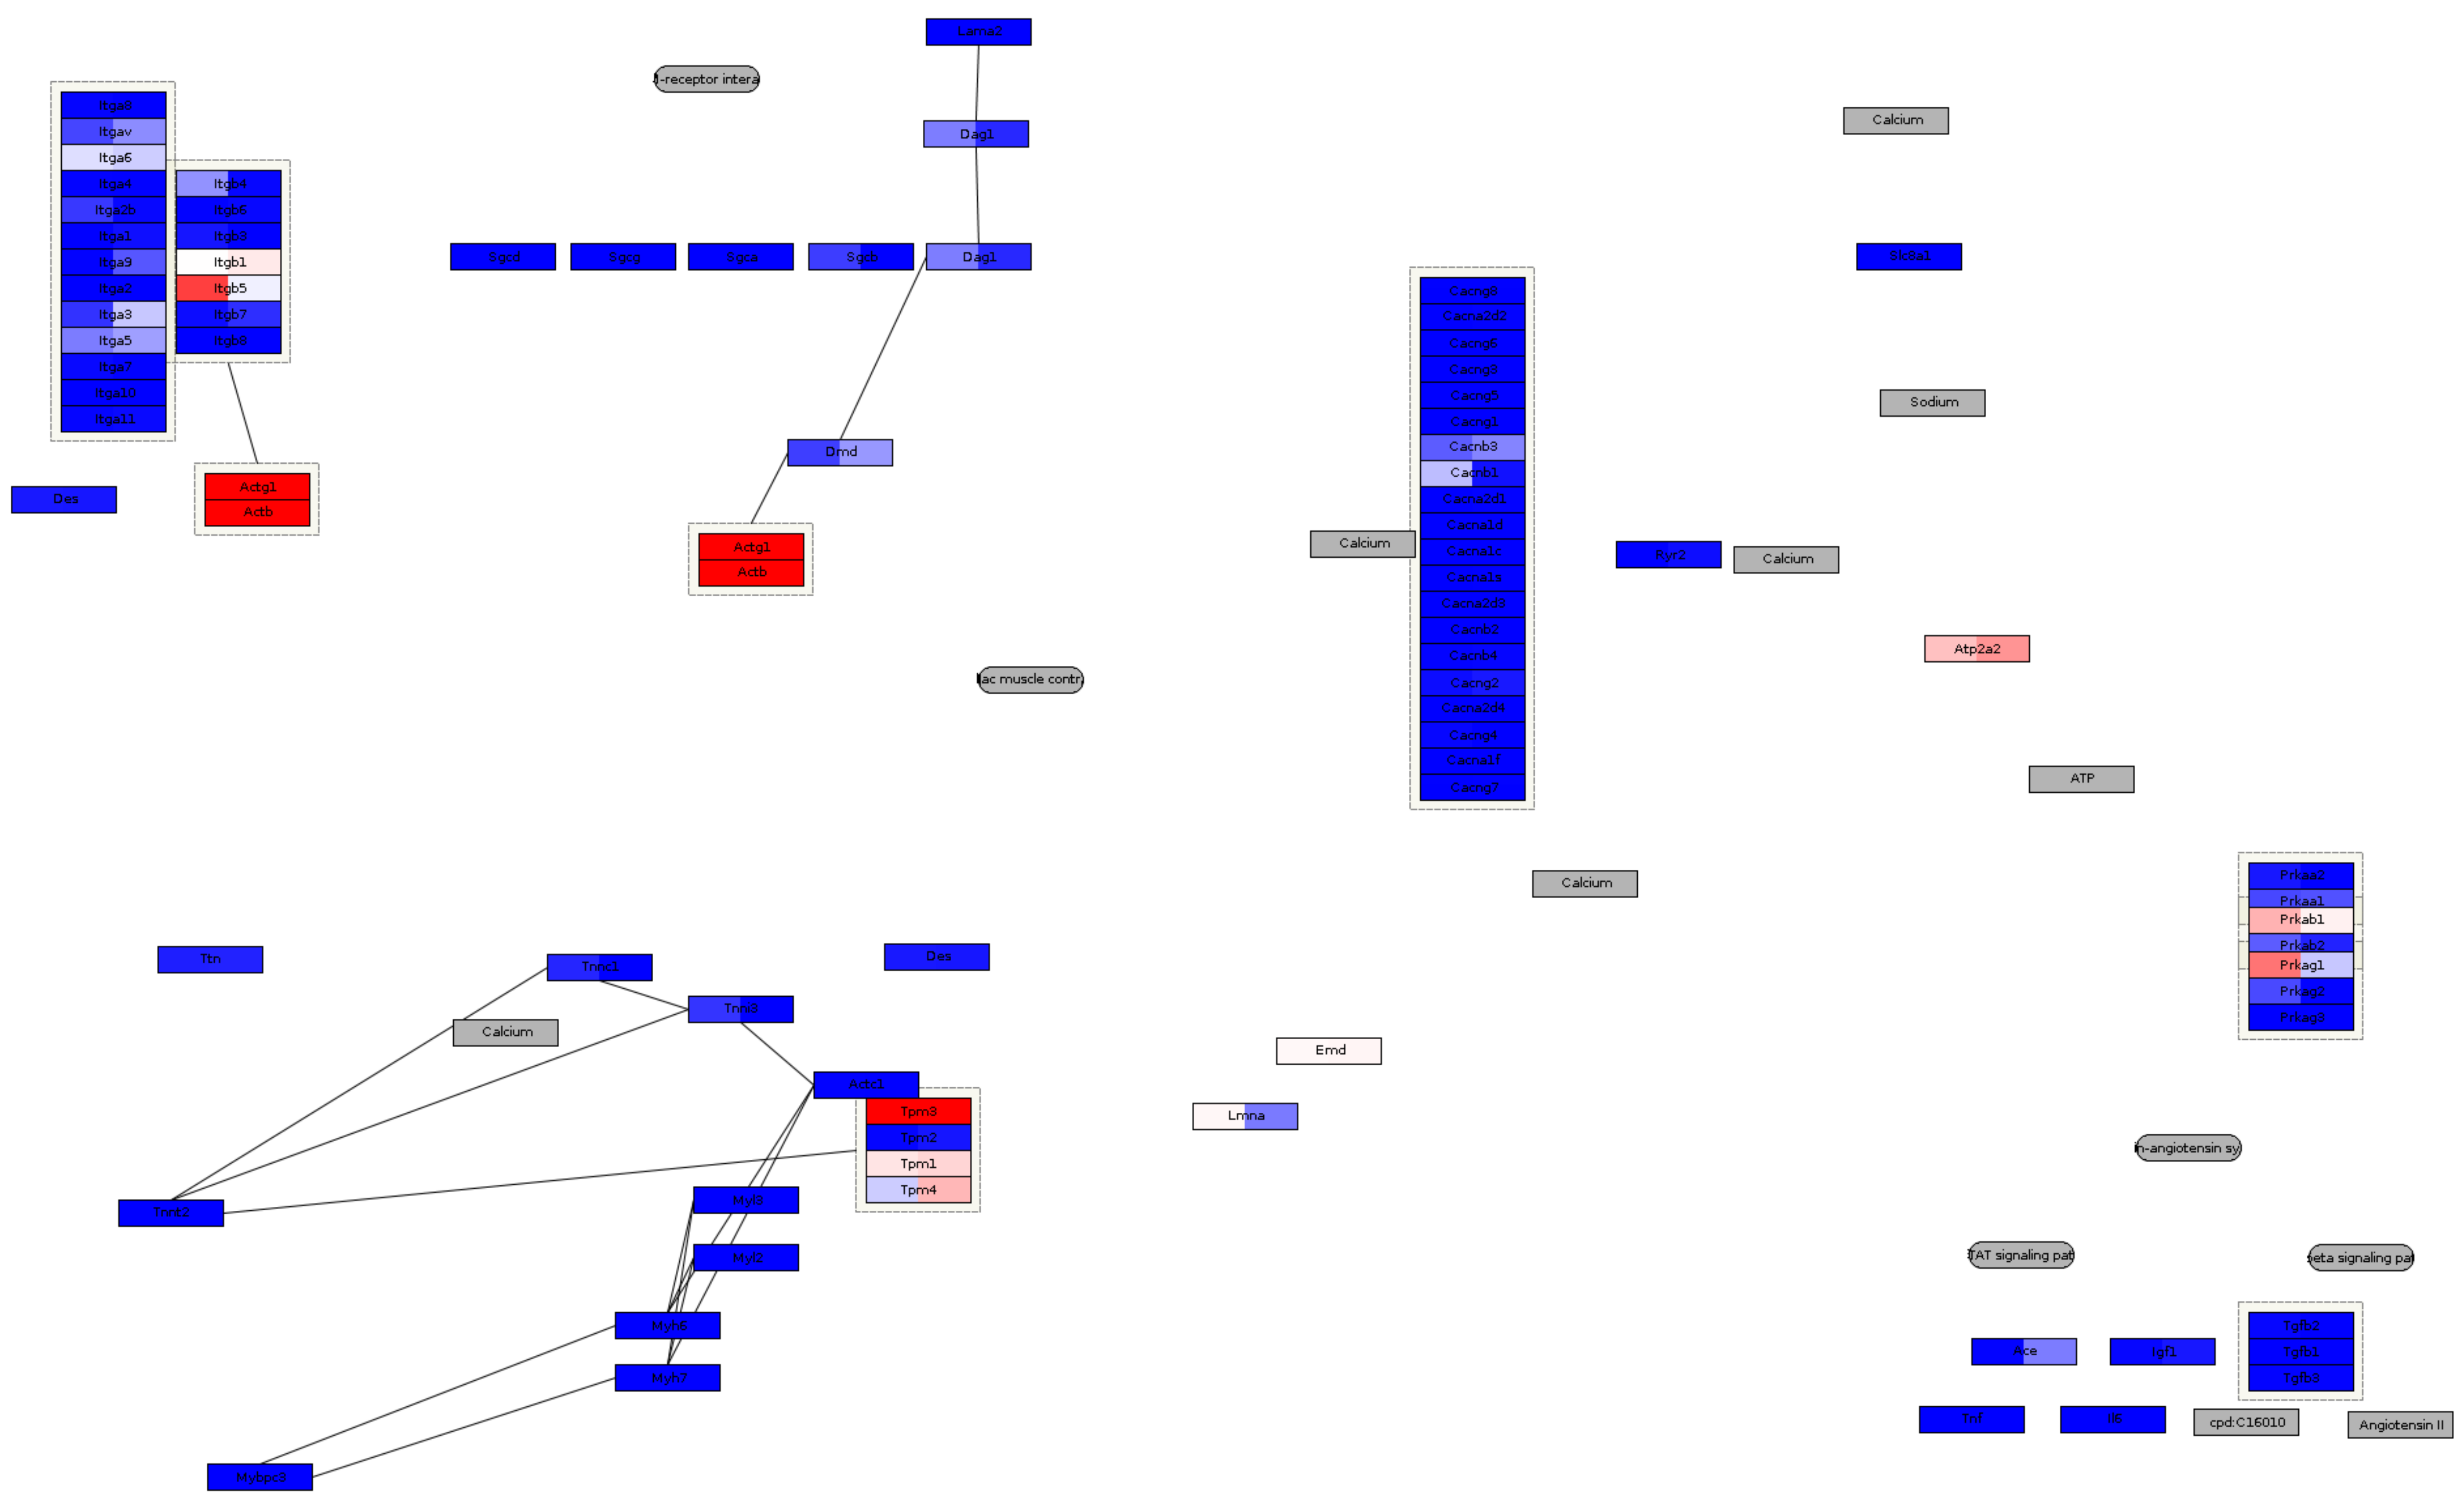 Lama2
-receptor intera
Itga8
Itgav
Itga6
Itga4
Itga2b
Itga1
Itga9
Itga2
Itga3
Itga5
Itga7
Itga10
Itga11
Itgb4
Itgb6
Itgb3
Itgb1
Itgb5
Itgb7
Itgb8
Dag1
Calcium
Sgcd
Sgcg
Sgca
Sgcb
Dag1
Slc8a1
Cacng8
Cacna2d2
Cacng6
Cacng3
Cacng5
Cacng1
Cacnb3
Cacnb1
Cacna2d1
Cacna1d
Cacna1c
Cacna1s
Cacna2d3
Cacnb2
Cacnb4
Cacng2
Cacna2d4
Cacng4
Cacna1f
Cacng7
Sodium
Dmd
Des
Actg1
Actb
Actg1
Actb
Calcium
Ryr2
Calcium
Atp2a2
ac muscle contr
ATP
Calcium
Prkaa2
Prkaa1
Prkab1
Prkab2
Prkag1
Prkag2
Prkag3
Ttn
Tnnc1
Des
Tnni3
Calcium
Emd
Actc1
Tpm3
Tpm2
Tpm1
Tpm4
Lmna
n-angiotensin sy
Tnnt2
Myl3
Myl2
TAT signaling pat
beta signaling pat
Myh6
Myh7
Ace
Igf1
Tgfb2
Tgfb1
Tgfb3
Tnf
Il6
cpd:C16010
Angiotensin II
Mybpc3